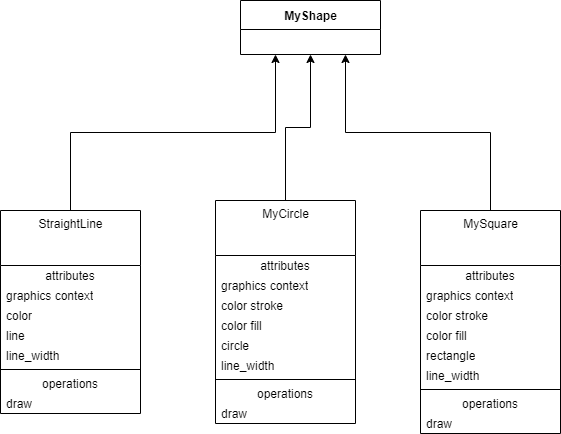 MyShape
StraightLine
attributes
graphics context
color
line
line_width
operations
draw
MyCircle
attributes
graphics context
color stroke
color fill
circle
line_width
operations
draw
MySquare
attributes
graphics context
color stroke
color fill
rectangle
line_width
operations
draw